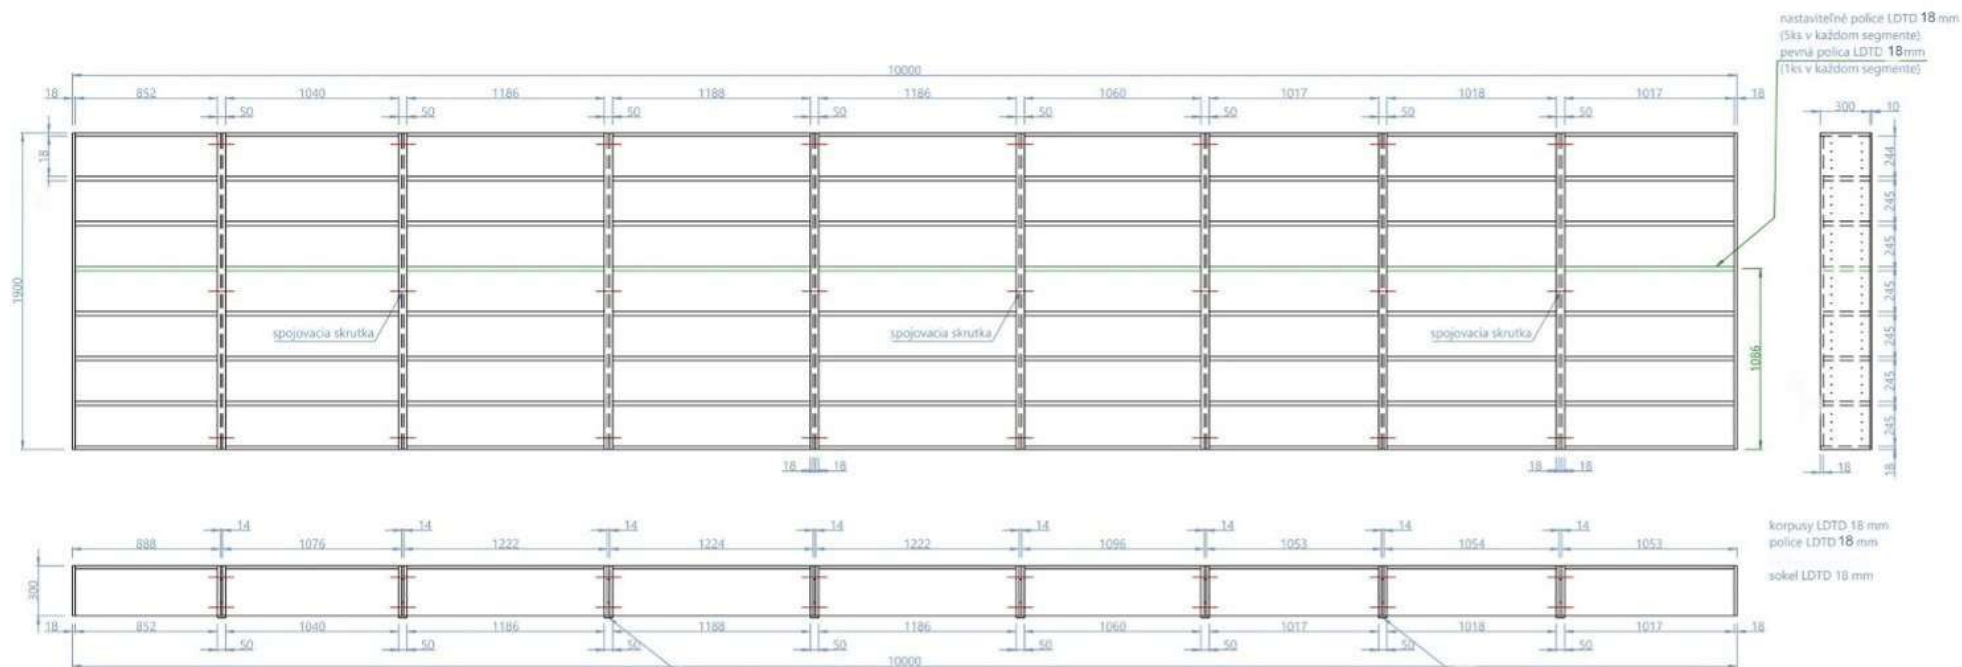 nastaviteľné police LDTD 18 mm
(5ks v každom segmente)
pevná polica LDTD 18mm
(1ks v každom segmente)
10000
18 852 1040 1186 1188 1186 1060 1017 1018 1017 18
50 50 50 50 50 50 50 50
300 10
18
1900
244
245
245
245
245
245
245
18
18
1086
spojovacia skrutka
spojovacia skrutka
spojovacia skrutka
18 18
18 18
14 14 14 14 14 14 14 14
888 1076 1222 1224 1222 1096 1053 1054 1053
korpusy LDTD 18 mm
police LDTD 18 mm
sokel LDTD 18 mm
300
18 852 1040 1186 1188 1186 1060 1017 1018 1017 18
50 50 50 50 50 50 50 50
10000